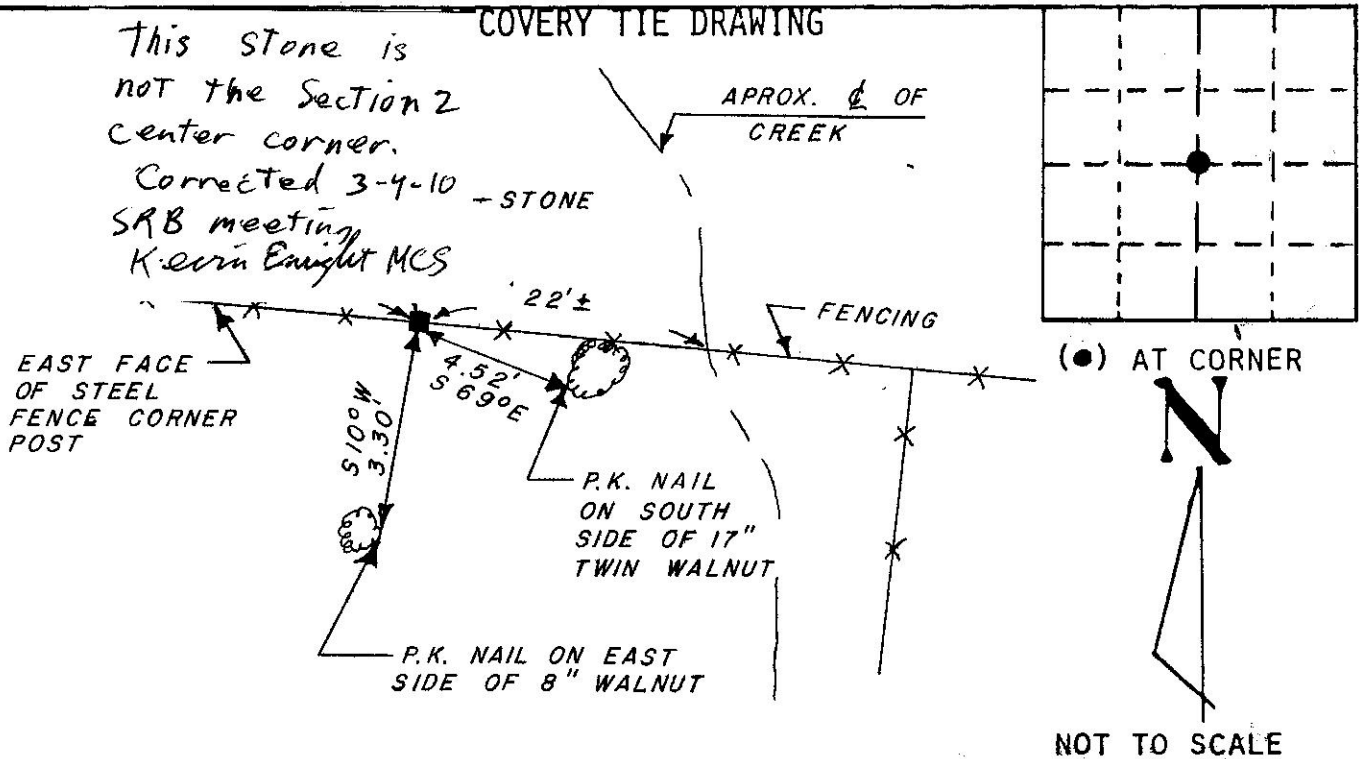 COVERY TIE DRAWING
This Stone is
not the Section 2
Center corner.
Corrected 3-4-10
SRB meeting
Kevin Enright MCS
STONE
APROX. ℄ OF
CREEK
22'±
FENCING
EAST FACE
OF STEEL
FENCE CORNER
POST
4.52'
S 69°E
S 10° W
3.30'
P.K. NAIL
ON SOUTH
SIDE OF 17"
TWIN WALNUT
P.K. NAIL ON EAST
SIDE OF 8" WALNUT
(●) AT CORNER
N
NOT TO SCALE